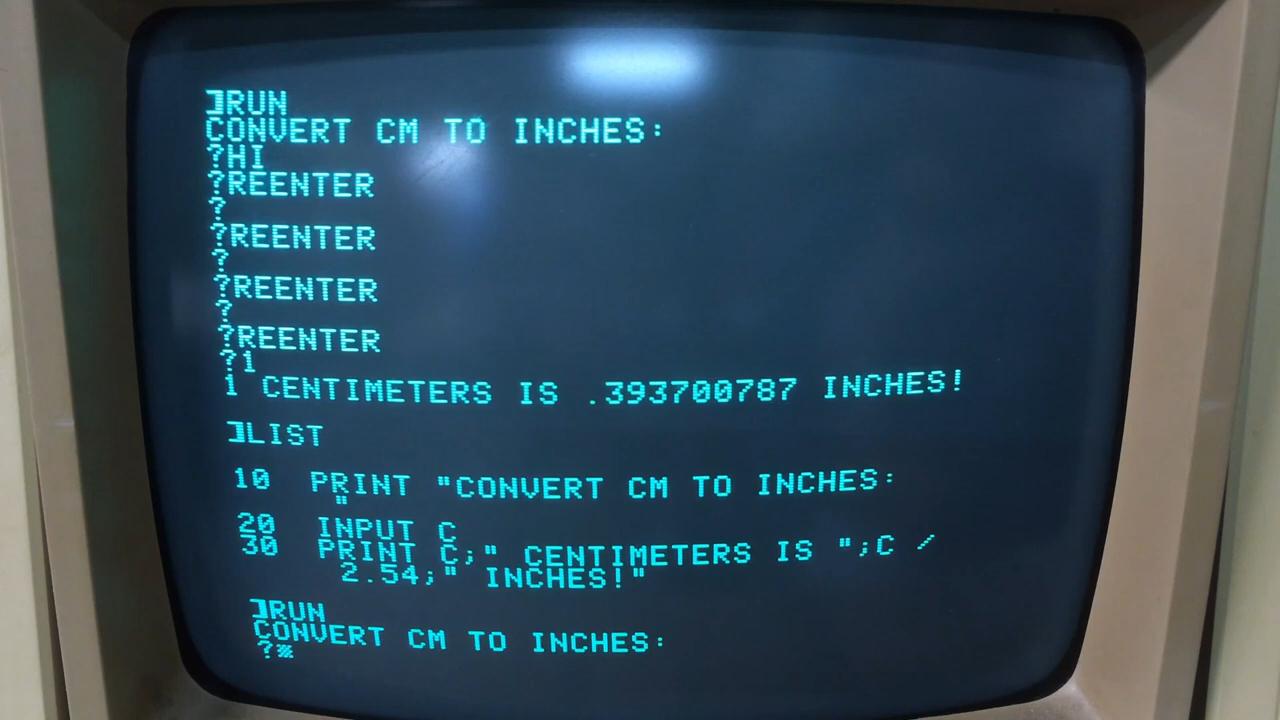 ]RUN
CONVERT CM TO INCHES:
?HI
?REENTER
?
?REENTER
?
?REENTER
?
?REENTER
?1
1 CENTIMETERS IS .393700787 INCHES!
]LIST
10  PRINT "CONVERT CM TO INCHES:
"
20  INPUT C
30  PRINT C;" CENTIMETERS IS ";C /
2.54;" INCHES!"
]RUN
CONVERT CM TO INCHES:
?